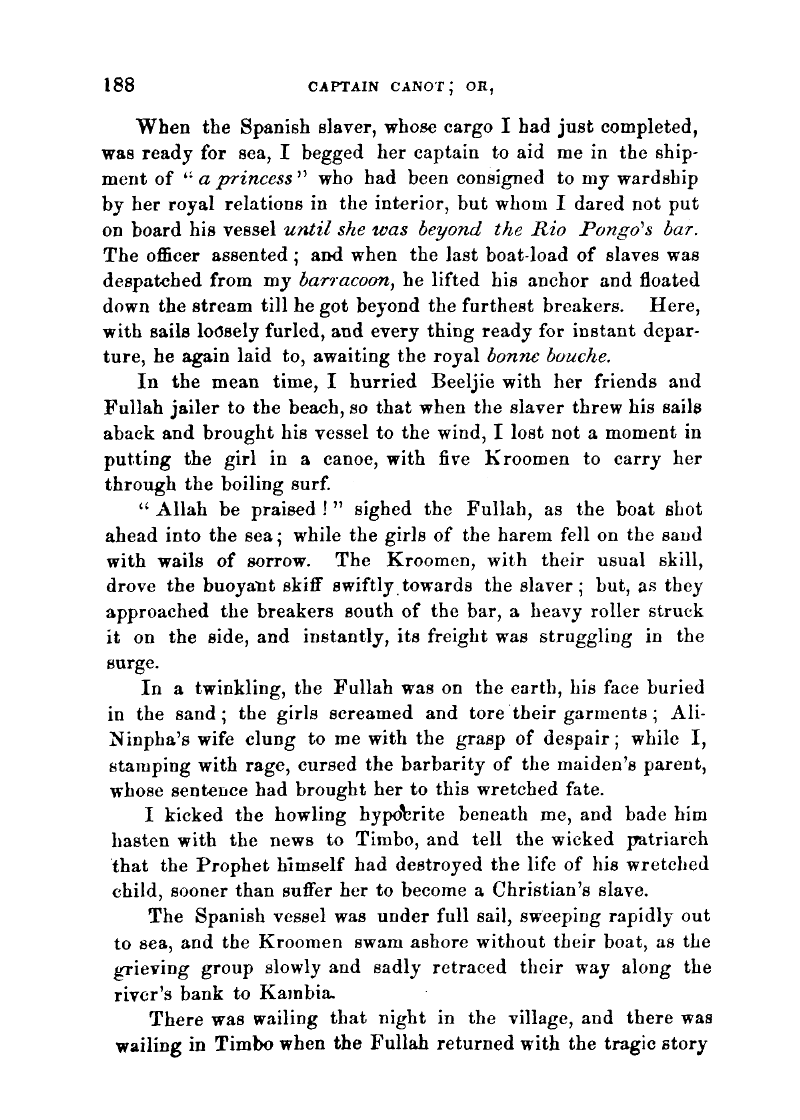 188 CAPTAIN CANOT; OR,
When the Spanish slaver, whose cargo I had just completed,
was ready for sea, I begged her captain to aid me in the ship-
ment of “a princess” who had been consigned to my wardship
by her royal relations in the interior, but whom I dared not put
on board his vessel until she was beyond the Rio Pongo's bar.
The officer assented; and when the last boat-load of slaves was
despatched from my barracoon, he lifted his anchor and floated
down the stream till he got beyond the furthest breakers. Here,
with sails loosely furled, and every thing ready for instant depar-
ture, he again laid to, awaiting the royal bonne bouche.
In the mean time, I hurried Beeljie with her friends and
Fullah jailer to the beach, so that when the slaver threw his sails
aback and brought his vessel to the wind, I lost not a moment in
putting the girl in a canoe, with five Kroomen to carry her
through the boiling surf.
“Allah be praised!” sighed the Fullah, as the boat shot
ahead into the sea; while the girls of the harem fell on the sand
with wails of sorrow. The Kroomen, with their usual skill,
drove the buoyant skiff swiftly towards the slaver; but, as they
approached the breakers south of the bar, a heavy roller struck
it on the side, and instantly, its freight was struggling in the
surge.
In a twinkling, the Fullah was on the earth, his face buried
in the sand; the girls screamed and tore their garments; Ali-
Ninpha's wife clung to me with the grasp of despair; while I,
stamping with rage, cursed the barbarity of the maiden's parent,
whose sentence had brought her to this wretched fate.
I kicked the howling hypocrite beneath me, and bade him
hasten with the news to Timbo, and tell the wicked patriarch
that the Prophet himself had destroyed the life of his wretched
child, sooner than suffer her to become a Christian's slave.
The Spanish vessel was under full sail, sweeping rapidly out
to sea, and the Kroomen swam ashore without their boat, as the
grieving group slowly and sadly retraced their way along the
river's bank to Kambia.
There was wailing that night in the village, and there was
wailing in Timbo when the Fullah returned with the tragic story